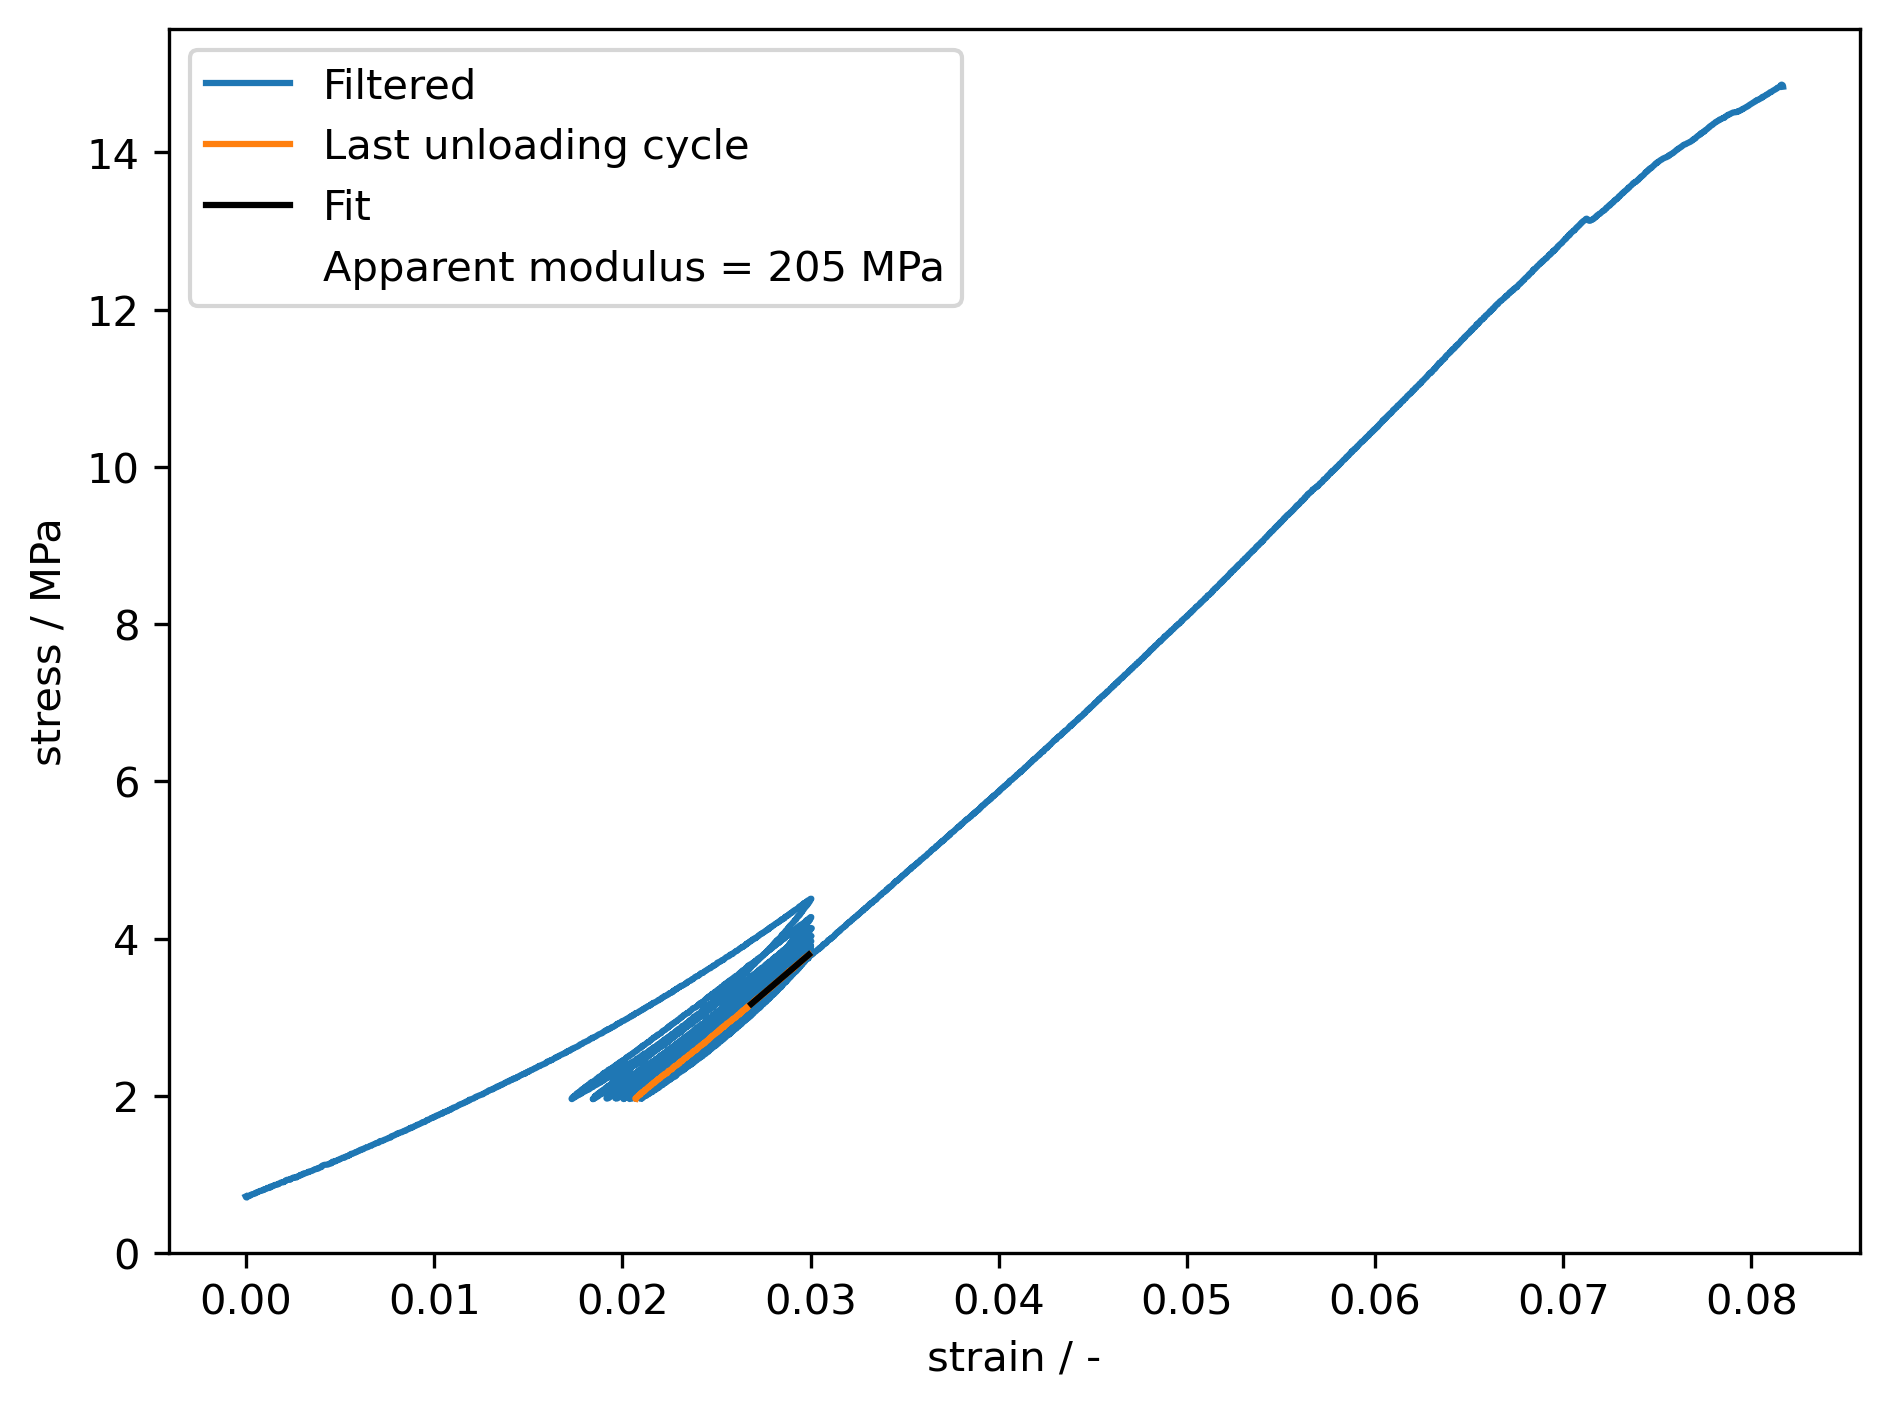 Filtered
Last unloading cycle
Fit
Apparent modulus = 205 MPa
14
12
10
8
6
4
2
0
stress / MPa
0.00 0.01 0.02 0.03 0.04 0.05 0.06 0.07 0.08
strain / -